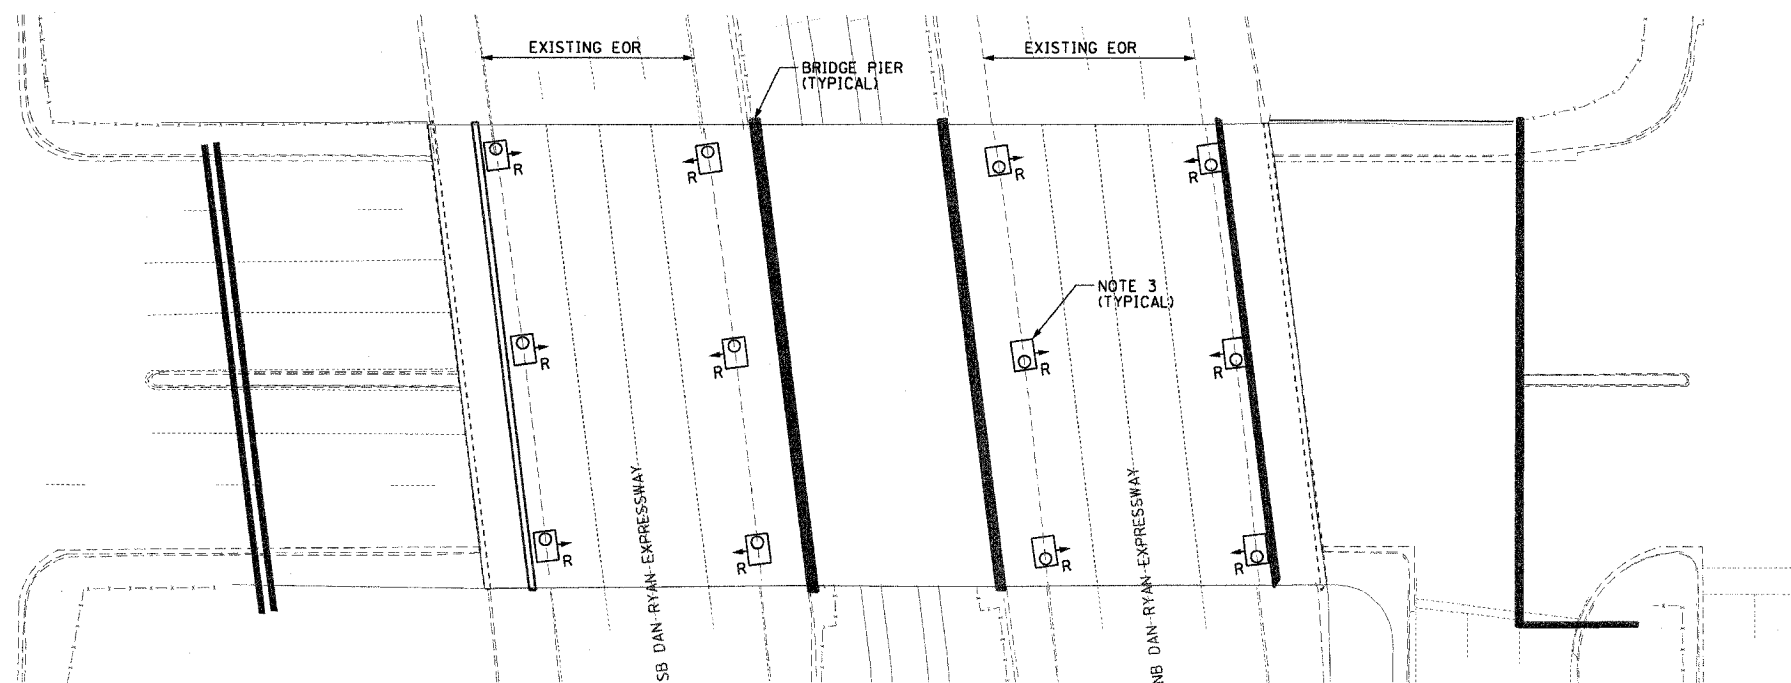 EXISTING EOR
EXISTING EOR
BRIDGE PIER
(TYPICAL)
R
R
R
R
NOTE 3
(TYPICAL)
R
R
R
R
R
R
R
R
SB DAN RYAN EXPRESSWAY
NB DAN RYAN EXPRESSWAY